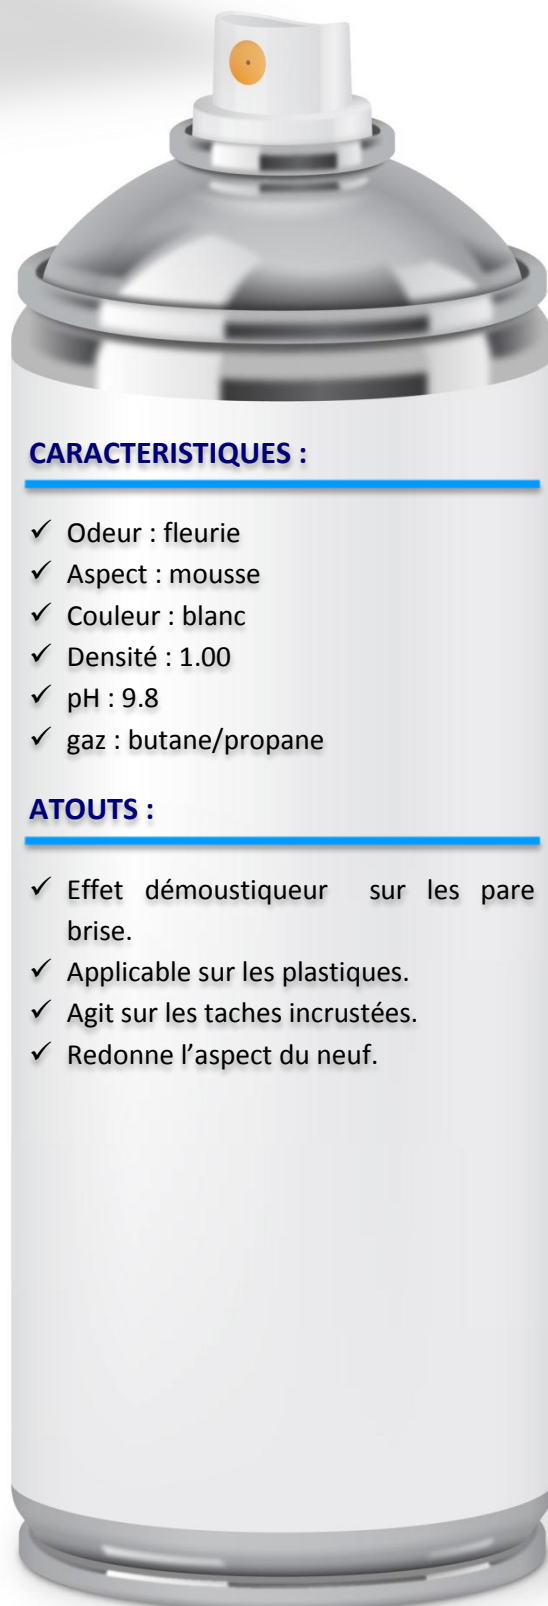 CARACTERISTIQUES :
✓ Odeur : fleurie
✓ Aspect : mousse
✓ Couleur : blanc
✓ Densité : 1.00
✓ pH : 9.8
✓ gaz : butane/propane
ATOUTS :
✓ Effet démoustiqueur sur les pare
brise.
✓ Applicable sur les plastiques.
✓ Agit sur les taches incrustées.
✓ Redonne l’aspect du neuf.